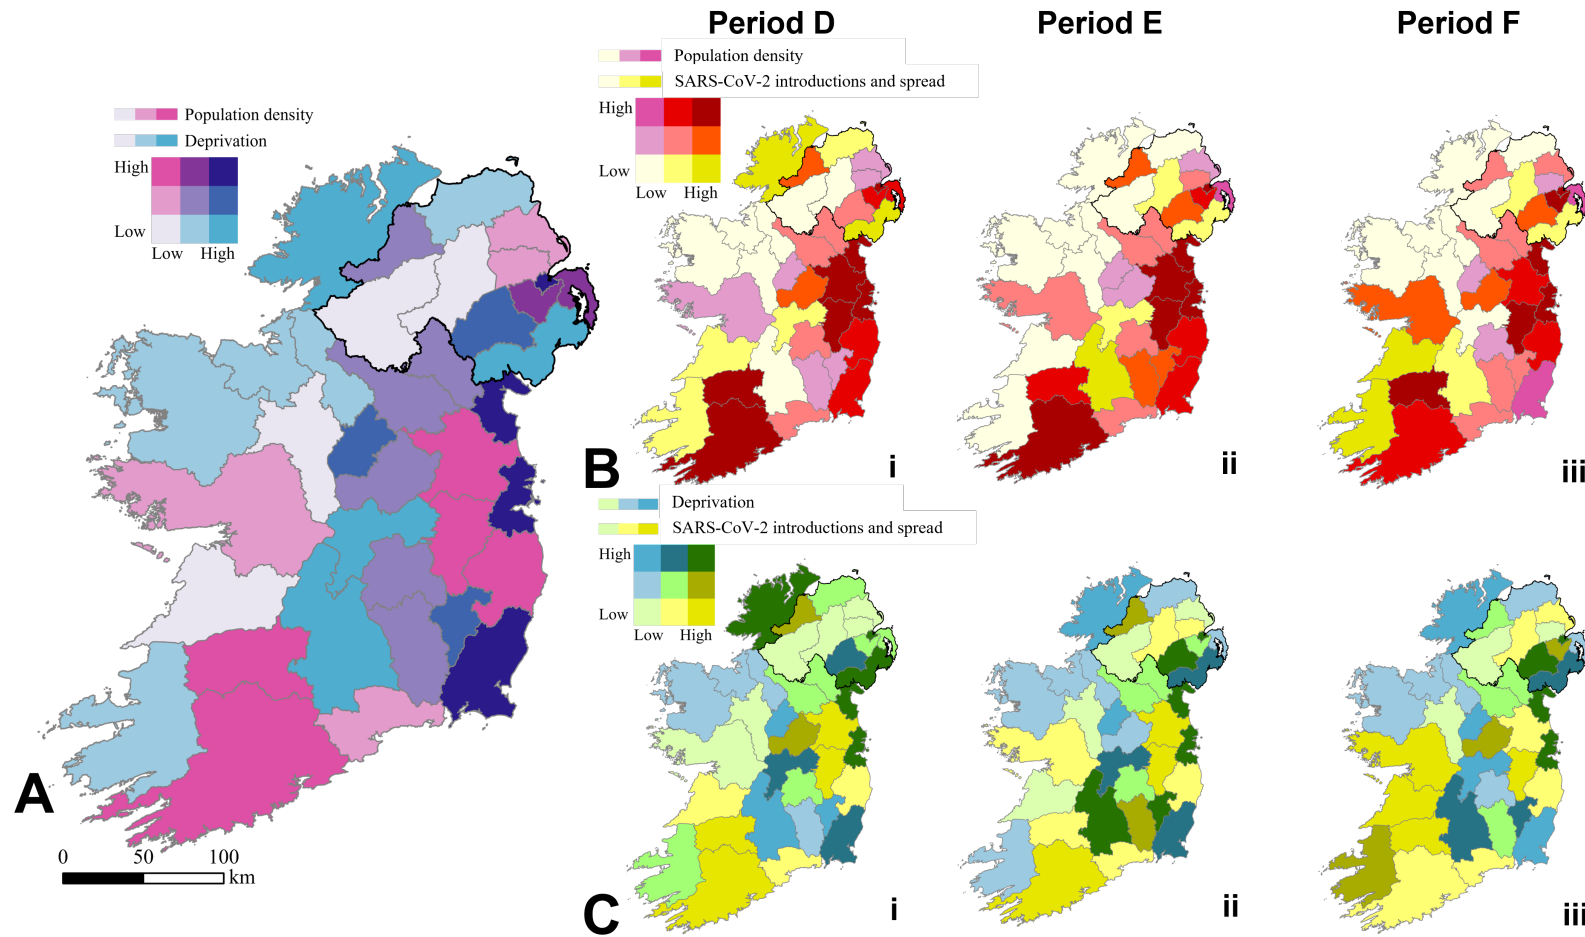 Period D
Period E
Period F
Population density
SARS-CoV-2 introductions and spread
High
Low
Low
High
Population density
Deprivation
High
Low
Low
High
B
i
ii
iii
Deprivation
SARS-CoV-2 introductions and spread
High
Low
Low
High
A
0
50
100
km
C
i
ii
iii